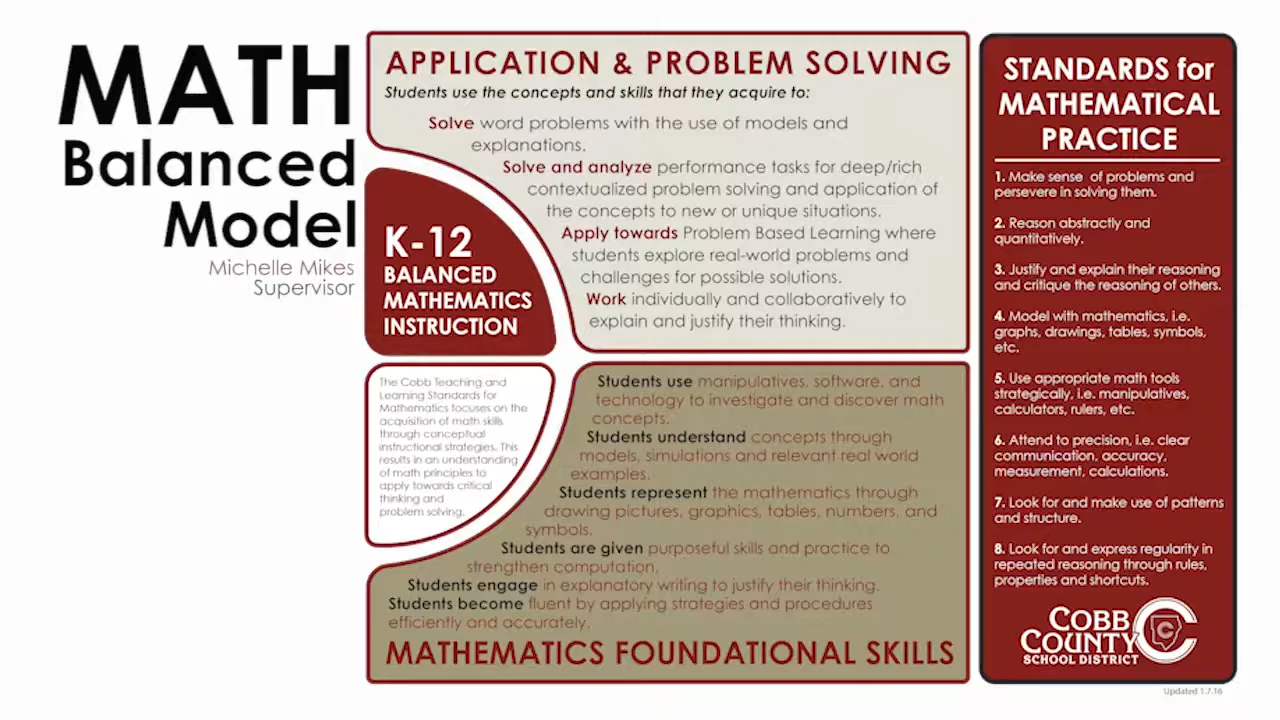 MATH
Balanced
Model
Michelle Mikes
Supervisor
APPLICATION & PROBLEM SOLVING
Students use the concepts and skills that they acquire to:
Solve word problems with the use of models and
explanations.
Solve and analyze performance tasks for deep/rich
contextualized problem solving and application of
the concepts to new or unique situations.
Apply towards Problem Based Learning where
students explore real-world problems and
challenges for possible solutions.
Work individually and collaboratively to
explain and justify their thinking.
K-12
BALANCED
MATHEMATICS
INSTRUCTION
The Cobb Teaching and
Learning Standards for
Mathematics focuses on the
acquisition of math skills
through conceptual
instructional strategies. This
results in an understanding
of math principles to
apply towards critical
thinking and
problem solving.
Students use manipulatives, software, and
technology to investigate and discover math
concepts.
Students understand concepts through
models, simulations and relevant real world
examples.
Students represent the mathematics through
drawing pictures, graphics, tables, numbers, and
symbols.
Students are given purposeful skills and practice to
strengthen computation.
Students engage in explanatory writing to justify their thinking.
Students become fluent by applying strategies and procedures
efficiently and accurately.
MATHEMATICS FOUNDATIONAL SKILLS
STANDARDS for
MATHEMATICAL
PRACTICE
1. Make sense of problems and
persevere in solving them.
2. Reason abstractly and
quantitatively.
3. Justify and explain their reasoning
and critique the reasoning of others.
4. Model with mathematics, i.e.
graphs, drawings, tables, symbols,
etc.
5. Use appropriate math tools
strategically, i.e. manipulatives,
calculators, rulers, etc.
6. Attend to precision, i.e. clear
communication, accuracy,
measurement, calculations.
7. Look for and make use of patterns
and structure.
8. Look for and express regularity in
repeated reasoning through rules,
properties and shortcuts.
COBB
COUNTY
SCHOOL DISTRICT
C
Updated 1.7.16